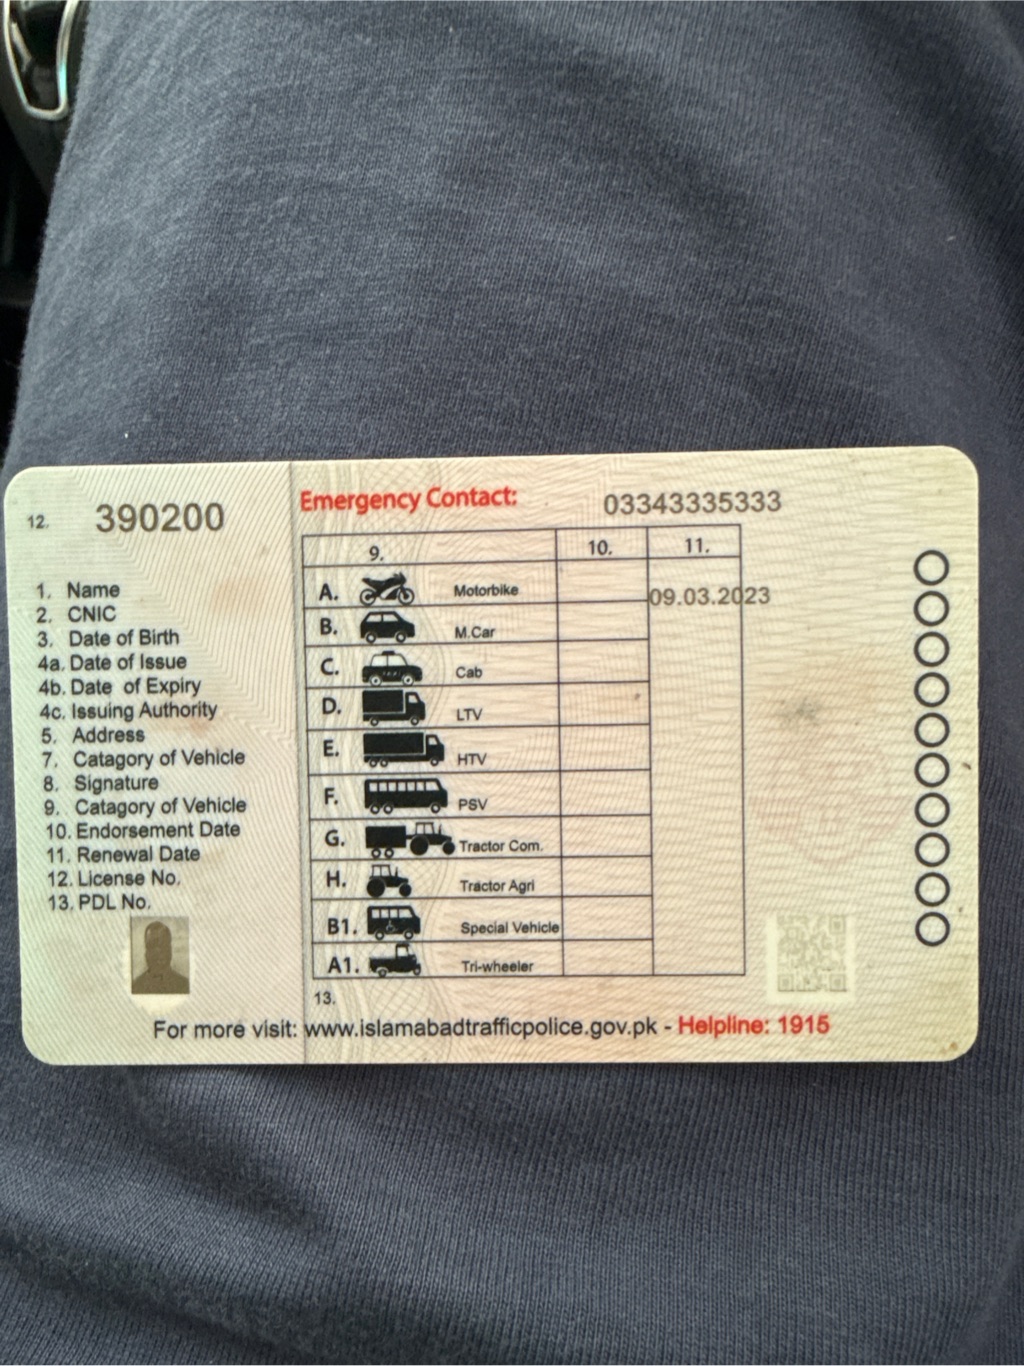 12. 390200
Emergency Contact: 03343335333
1. Name
2. CNIC
3. Date of Birth
4a. Date of Issue
4b. Date of Expiry
4c. Issuing Authority
5. Address
7. Catagory of Vehicle
8. Signature
9. Catagory of Vehicle
10. Endorsement Date
11. Renewal Date
12. License No.
13. PDL No.
9. 10. 11.
A. Motorbike 09.03.2023
B. M.Car
C. Cab
D. LTV
E. HTV
F. PSV
G. Tractor Com.
H. Tractor Agri
B1. Special Vehicle
A1. Tri-wheeler
13.
For more visit: www.islamabadtrafficpolice.gov.pk - Helpline: 1915